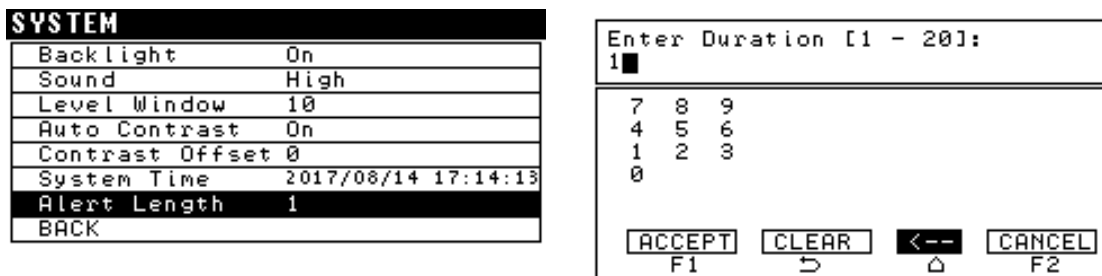 SYSTEM
Backlight On
Sound High
Level Window 10
Auto Contrast On
Contrast Offset 0
System Time 2017/08/14 17:14:13
Alert Length 1
BACK
Enter Duration [1 - 20]:
1
7 8 9
4 5 6
1 2 3
0
ACCEPT CLEAR <-- CANCEL
F1 F2